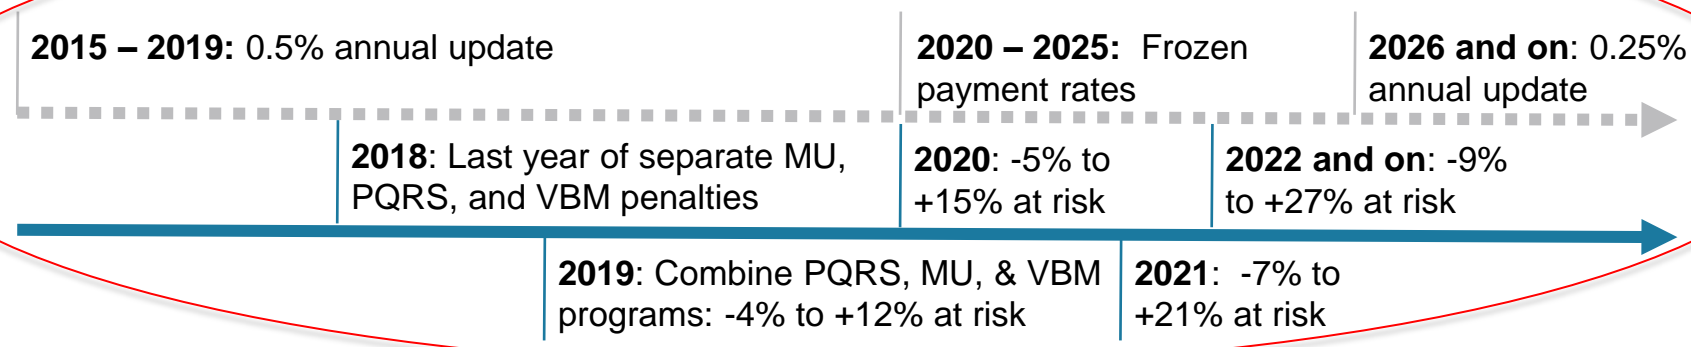 2015 – 2019: 0.5% annual update
2020 – 2025: Frozen
payment rates
2026 and on: 0.25%
annual update
2018: Last year of separate MU,
PQRS, and VBM penalties
2020: -5% to
+15% at risk
2022 and on: -9%
to +27% at risk
2019: Combine PQRS, MU, & VBM
programs: -4% to +12% at risk
2021: -7% to
+21% at risk